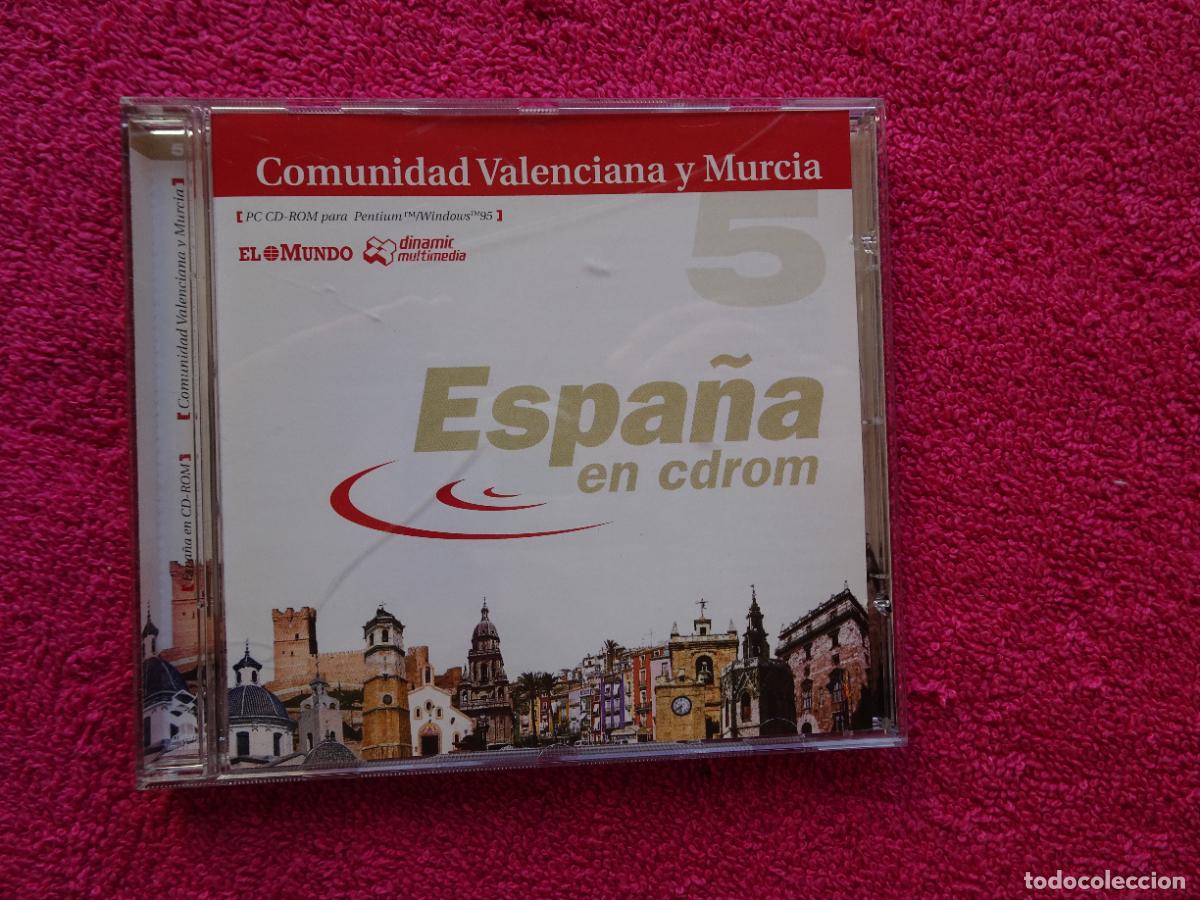 Comunidad Valenciana y Murcia
[ PC CD-ROM para Pentium™/Windows™95 ]
EL MUNDO
dinamic
multimedia
5
España
en cdrom
5
[ Comunidad Valenciana y Murcia ]
[ España en CD-ROM ]
todocoleccion